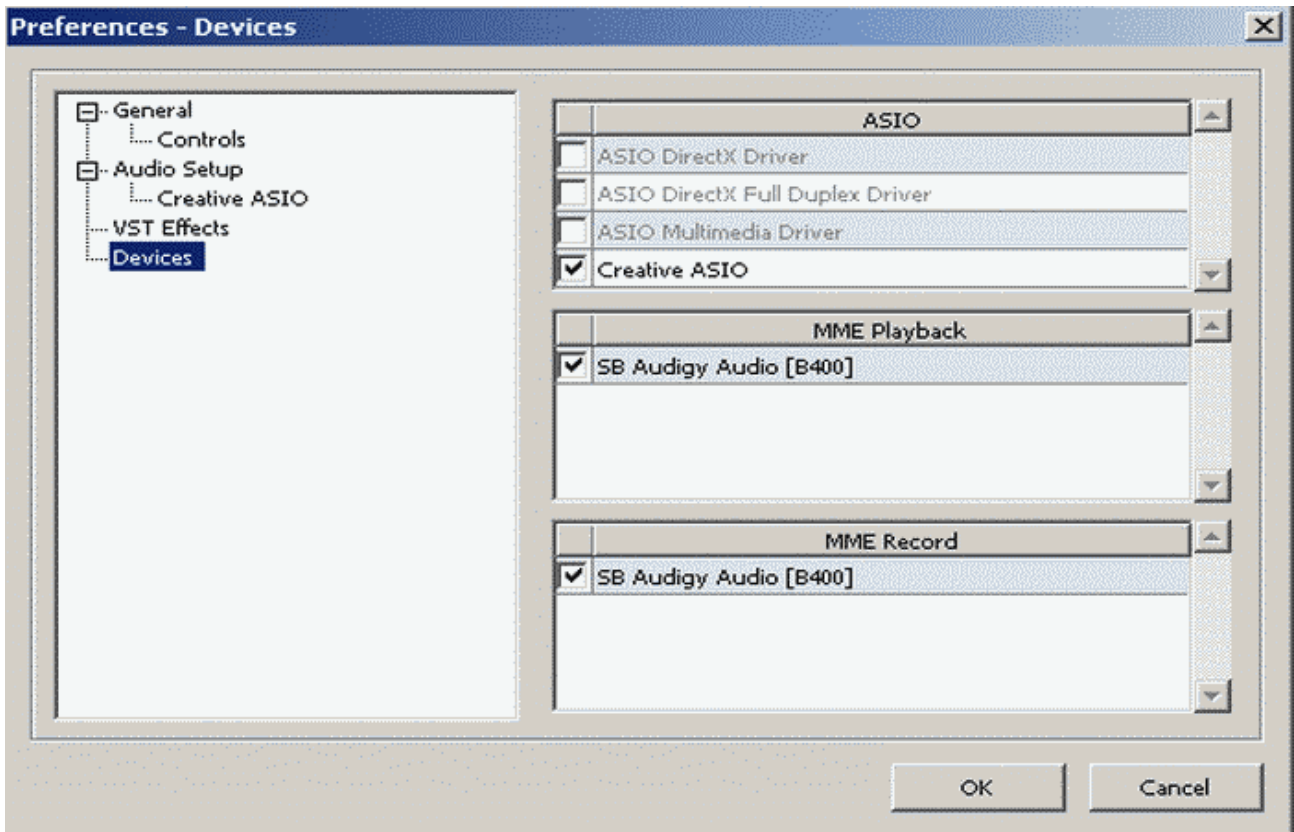 Preferences - Devices
General
Controls
Audio Setup
Creative ASIO
VST Effects
Devices
ASIO
ASIO DirectX Driver
ASIO DirectX Full Duplex Driver
ASIO Multimedia Driver
Creative ASIO
MME Playback
SB Audigy Audio [B400]
MME Record
SB Audigy Audio [B400]
OK
Cancel